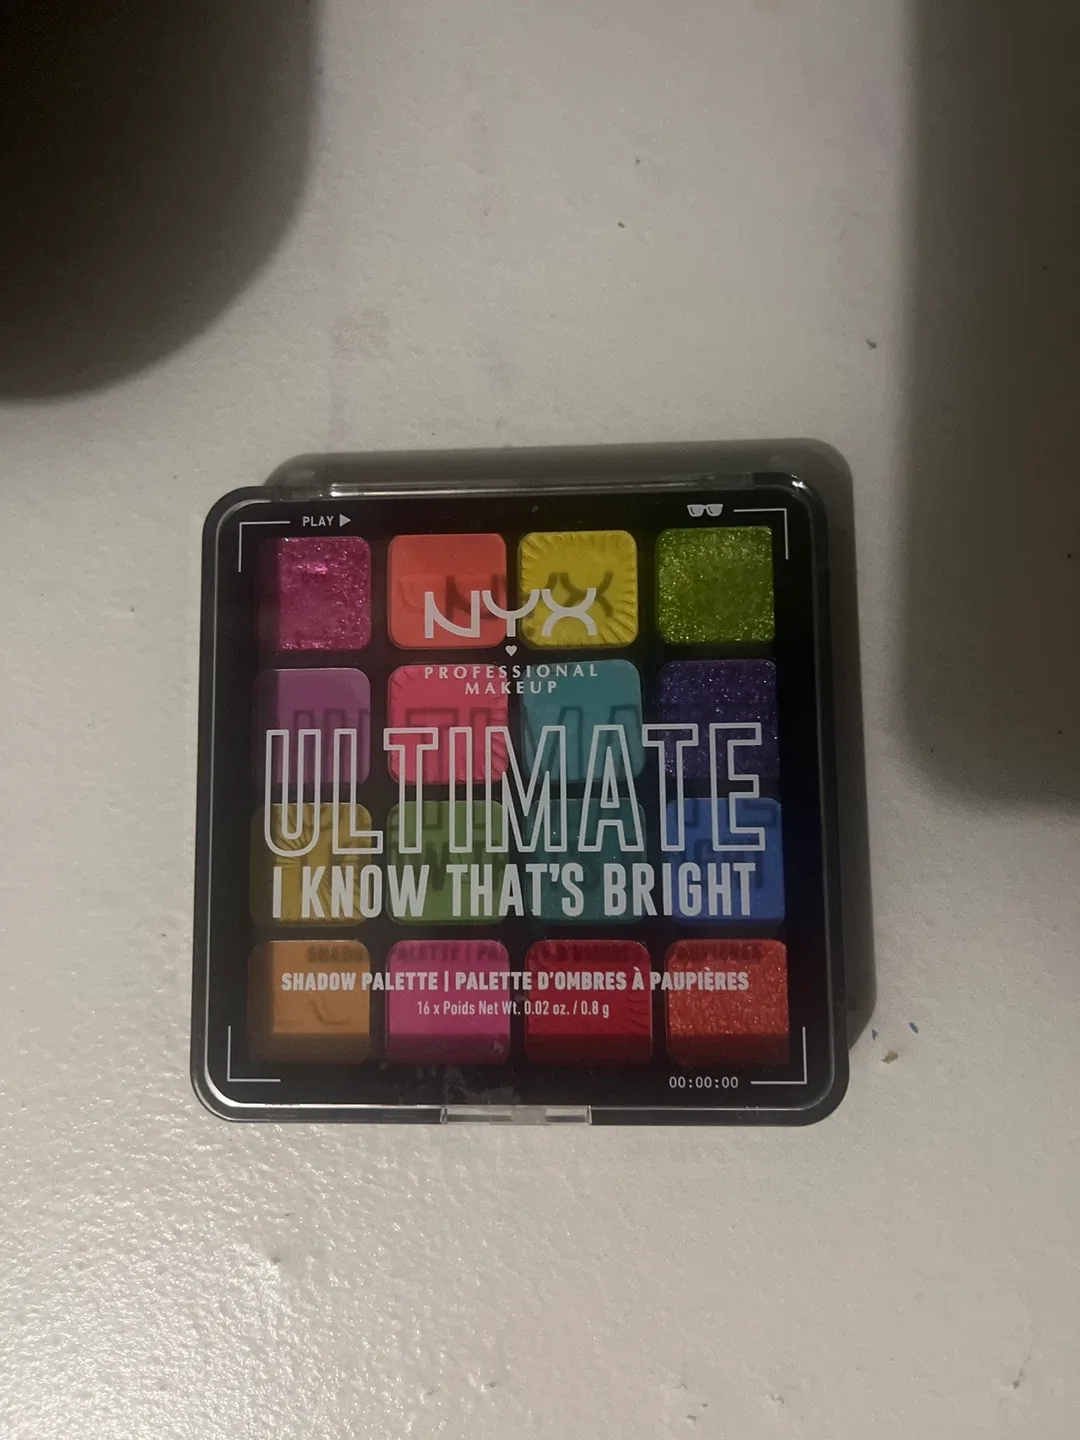 PLAY
NYX
PROFESSIONAL
MAKEUP
ULTIMATE
I KNOW THAT'S BRIGHT
SHADOW PALETTE | PALETTE D'OMBRES À PAUPIÈRES
16 x Poids Net Wt. 0.02 oz. / 0.8 g
00:00:00